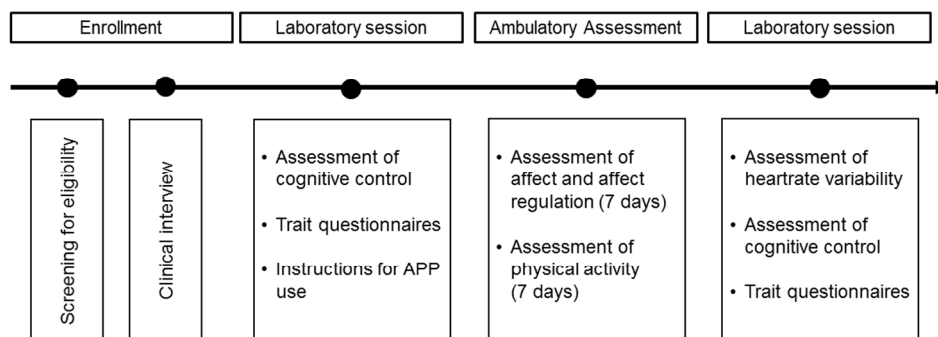 Enrollment
Laboratory session
Ambulatory Assessment
Laboratory session
Screening for eligibility
Clinical interview
• Assessment of
cognitive control
• Trait questionnaires
• Instructions for APP
use
• Assessment of
affect and affect
regulation (7 days)
• Assessment of
physical activity
(7 days)
• Assessment of
heartrate variability
• Assessment of
cognitive control
• Trait questionnaires